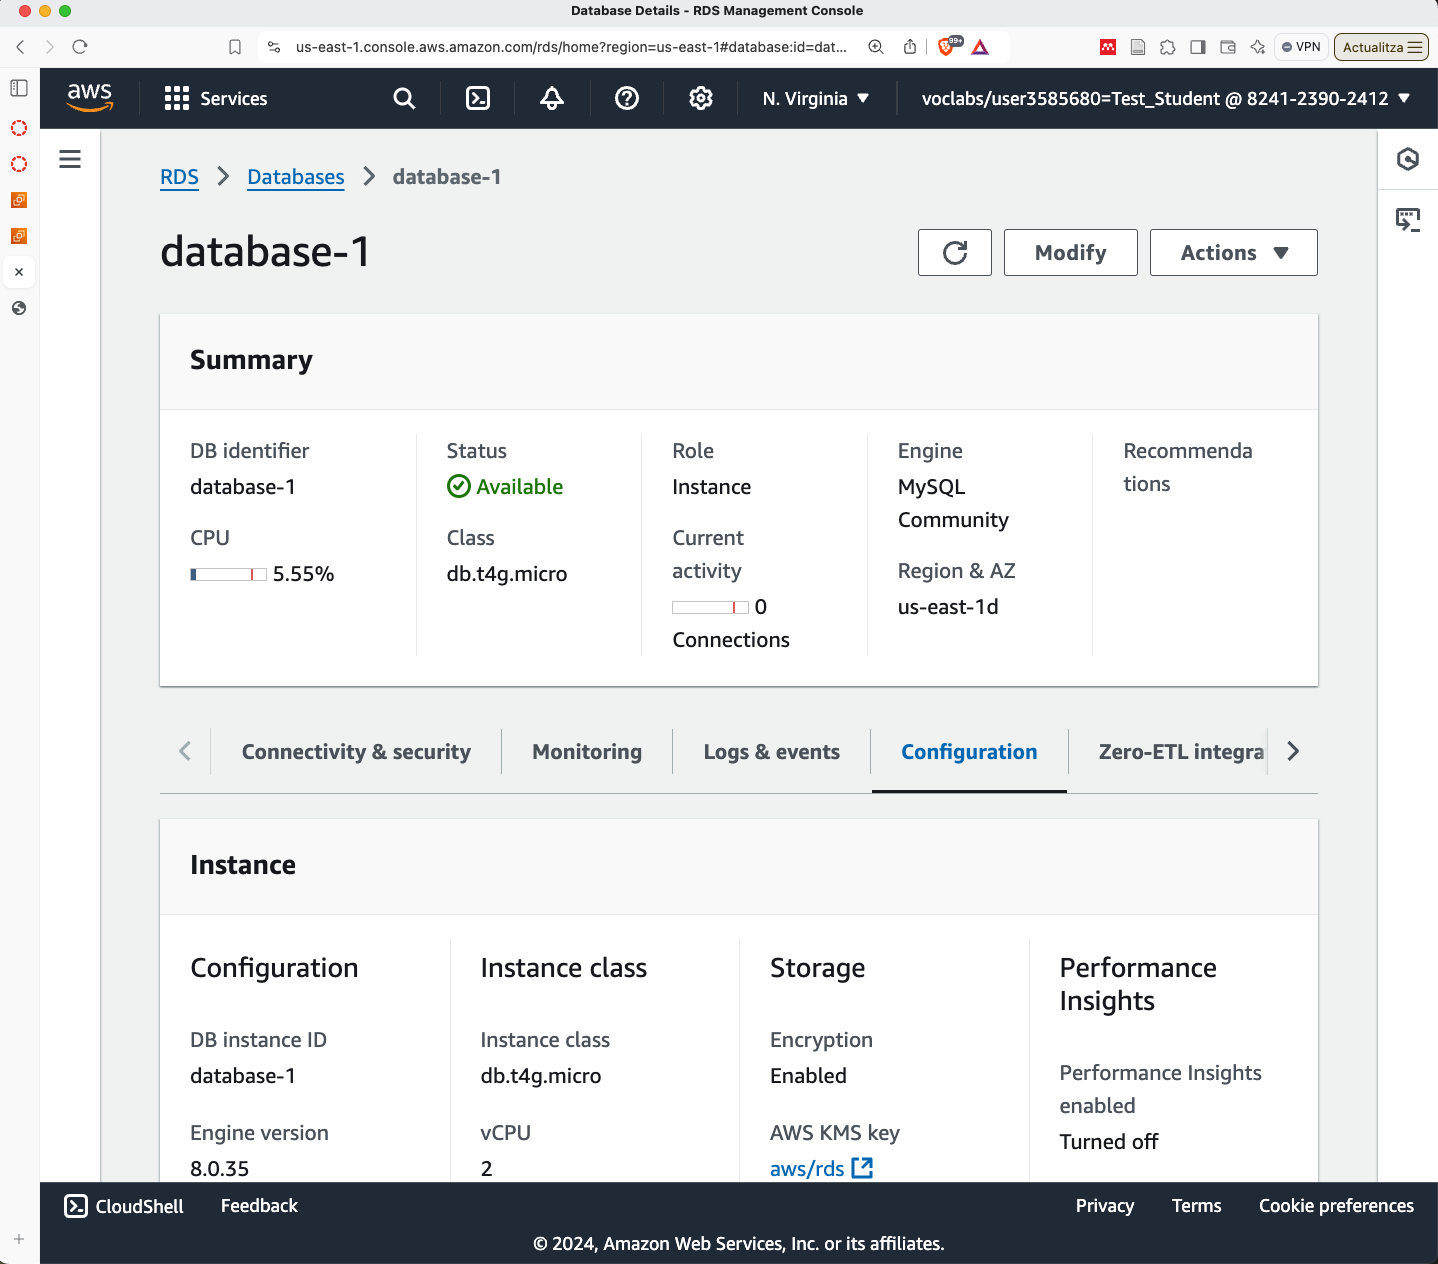 Database Details - RDS Management Console
us-east-1.console.aws.amazon.com/rds/home?region=us-east-1#database:id=dat...
99+
VPN
Actualitza
aws
Services
N. Virginia
voclabs/user3585680=Test_Student @ 8241-2390-2412
RDS > Databases > database-1
database-1
Modify
Actions
Summary
DB identifier
database-1
CPU
5.55%
Status
Available
Class
db.t4g.micro
Role
Instance
Current
activity
0
Connections
Engine
MySQL
Community
Region & AZ
us-east-1d
Recommenda
tions
Connectivity & security
Monitoring
Logs & events
Configuration
Zero-ETL integra
Instance
Configuration
DB instance ID
database-1
Engine version
8.0.35
Instance class
Instance class
db.t4g.micro
vCPU
2
Storage
Encryption
Enabled
AWS KMS key
aws/rds
Performance
Insights
Performance Insights
enabled
Turned off
CloudShell
Feedback
Privacy
Terms
Cookie preferences
© 2024, Amazon Web Services, Inc. or its affiliates.